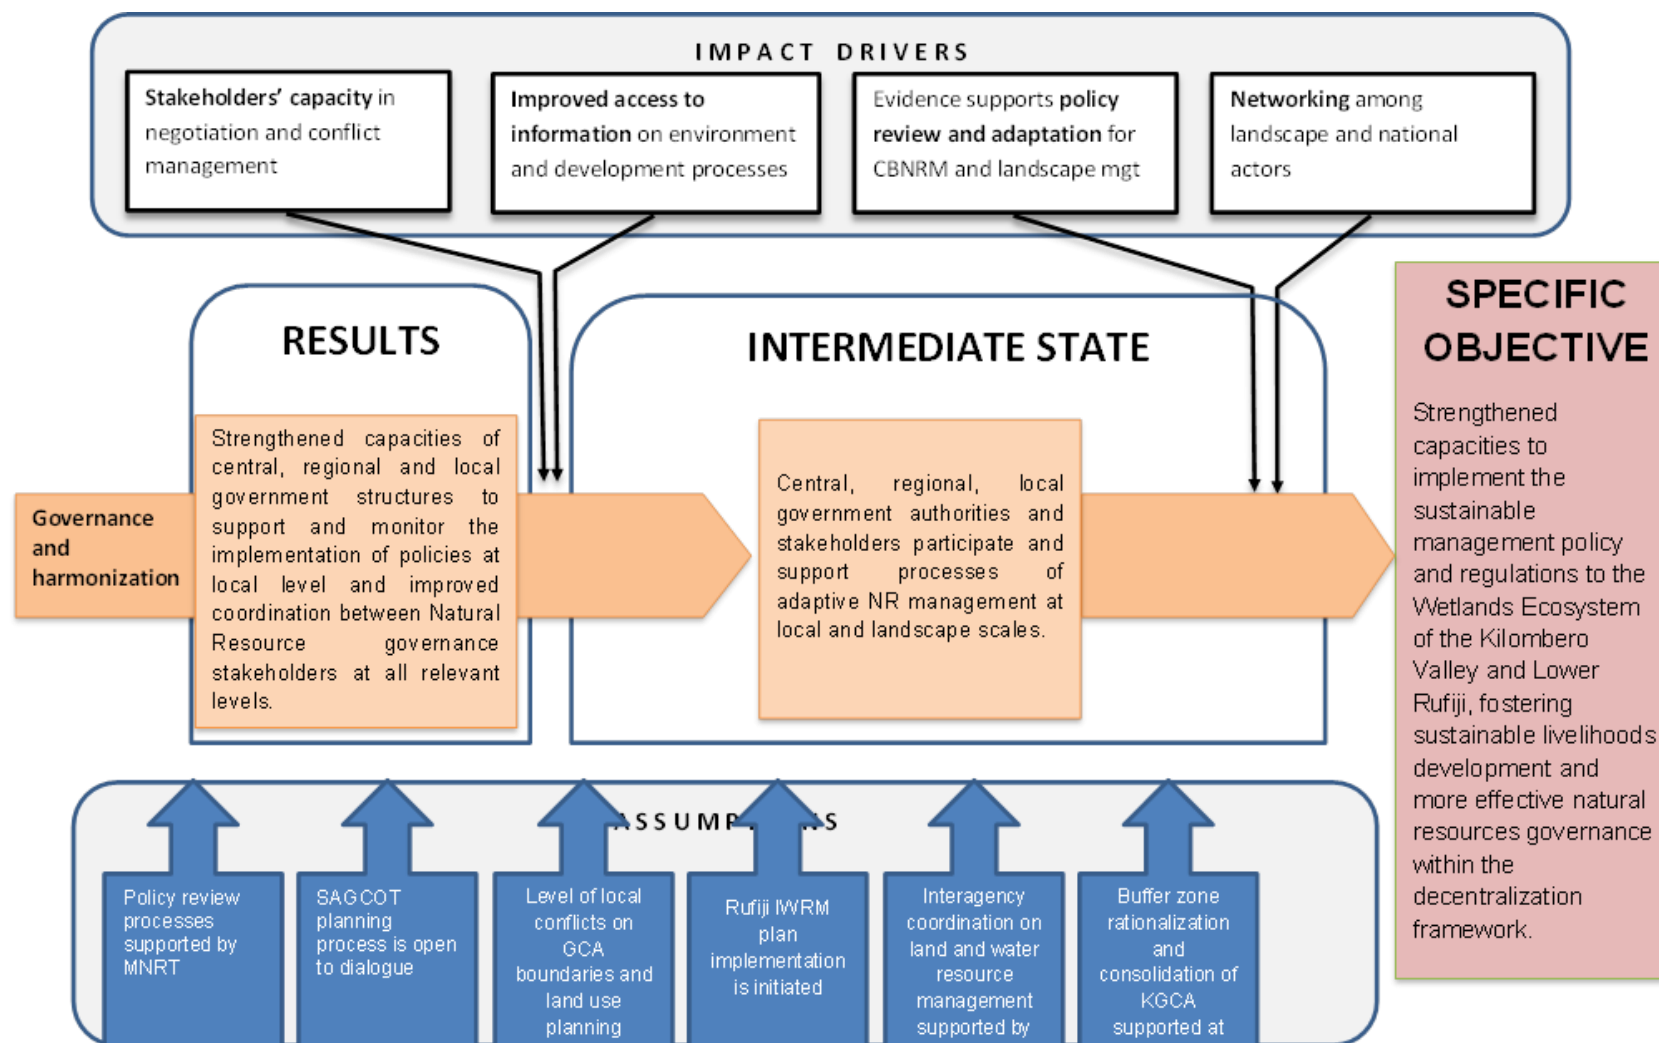 IMPACT DRIVERS
Stakeholders' capacity in
negotiation and conflict
management
Improved access to
information on environment
and development processes
Evidence supports policy
review and adaptation for
CBNRM and landscape mgt
Networking among
landscape and national
actors
RESULTS
INTERMEDIATE STATE
SPECIFIC
OBJECTIVE
Governance
and
harmonization
Strengthened capacities of
central, regional and local
government structures to
support and monitor the
implementation of policies at
local level and improved
coordination between Natural
Resource governance
stakeholders at all relevant
levels.
Central, regional, local
government authorities and
stakeholders participate and
support processes of
adaptive NR management at
local and landscape scales.
Strengthened
capacities to
implement the
sustainable
management policy
and regulations to the
Wetlands Ecosystem
of the Kilombero
Valley and Lower
Rufiji, fostering
sustainable livelihoods
development and
more effective natural
resources governance
within the
decentralization
framework.
Policy review
processes
supported by
MNRT
SAGCOT
planning
process is open
to dialogue
Level of local
conflicts on
GCA
boundaries and
land use
planning
Rufiji IWRM
plan
implementation
is initiated
Interagency
coordination on
land and water
resource
management
supported by
Buffer zone
rationalization
and
consolidation of
KGCA
supported at